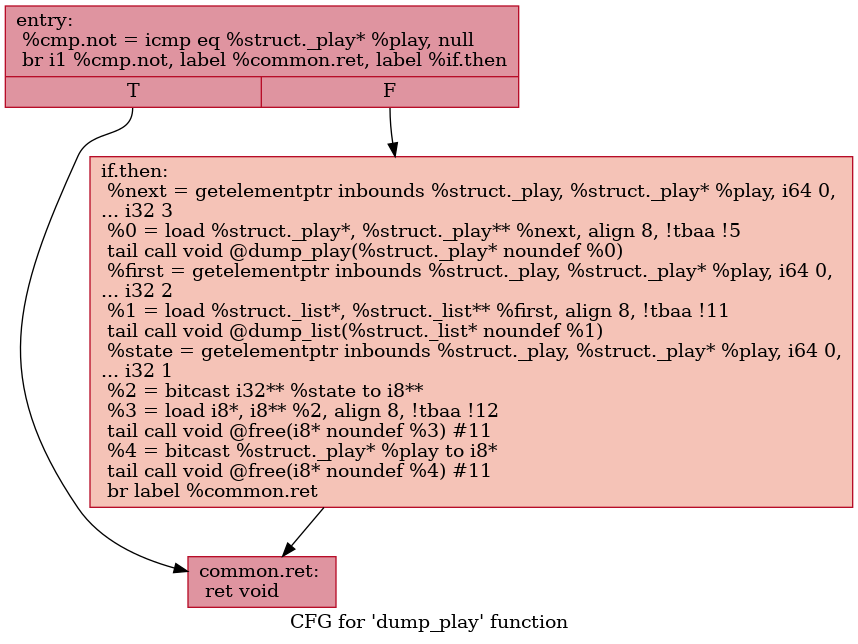 entry:
%cmp.not = icmp eq %struct._play* %play, null
br i1 %cmp.not, label %common.ret, label %if.then
T F
if.then:
%next = getelementptr inbounds %struct._play, %struct._play* %play, i64 0,
... i32 3
%0 = load %struct._play*, %struct._play** %next, align 8, !tbaa !5
tail call void @dump_play(%struct._play* noundef %0)
%first = getelementptr inbounds %struct._play, %struct._play* %play, i64 0,
... i32 2
%1 = load %struct._list*, %struct._list** %first, align 8, !tbaa !11
tail call void @dump_list(%struct._list* noundef %1)
%state = getelementptr inbounds %struct._play, %struct._play* %play, i64 0,
... i32 1
%2 = bitcast i32** %state to i8**
%3 = load i8*, i8** %2, align 8, !tbaa !12
tail call void @free(i8* noundef %3) #11
%4 = bitcast %struct._play* %play to i8*
tail call void @free(i8* noundef %4) #11
br label %common.ret
common.ret:
ret void
CFG for 'dump_play' function